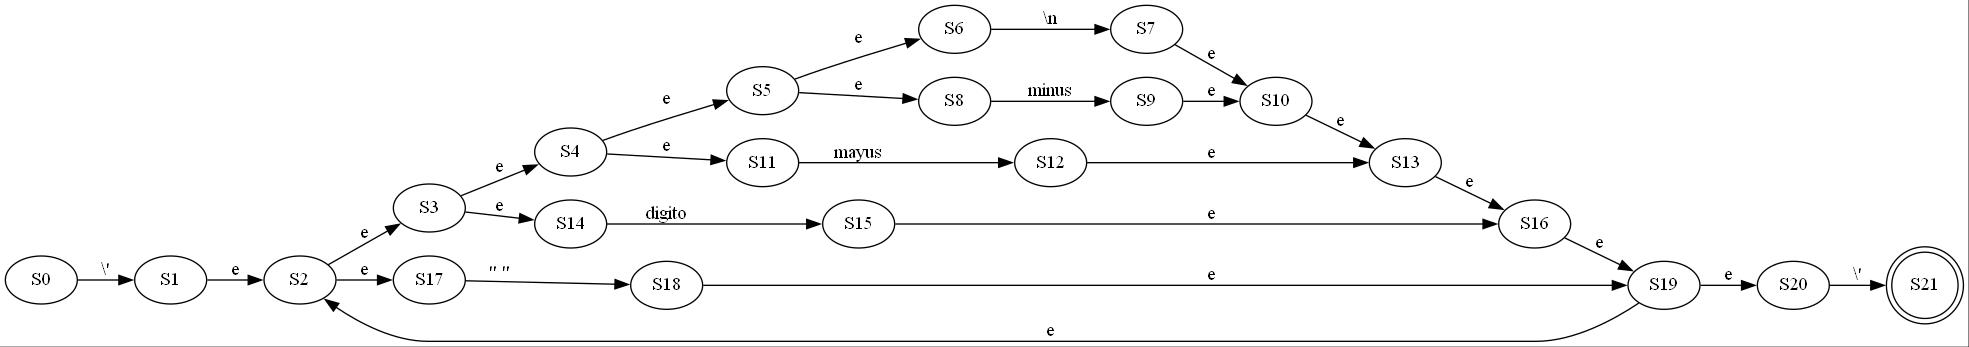 S6 \n S7
e e
S5 e S8 minus S9 e S10
e e
S4 e S11 mayus S12 e S13
e e
S3 e S14 digito S15 e S16
e e
S0 \' S1 e S2 e S17 " " S18 e S19 e S20 \' S21
e